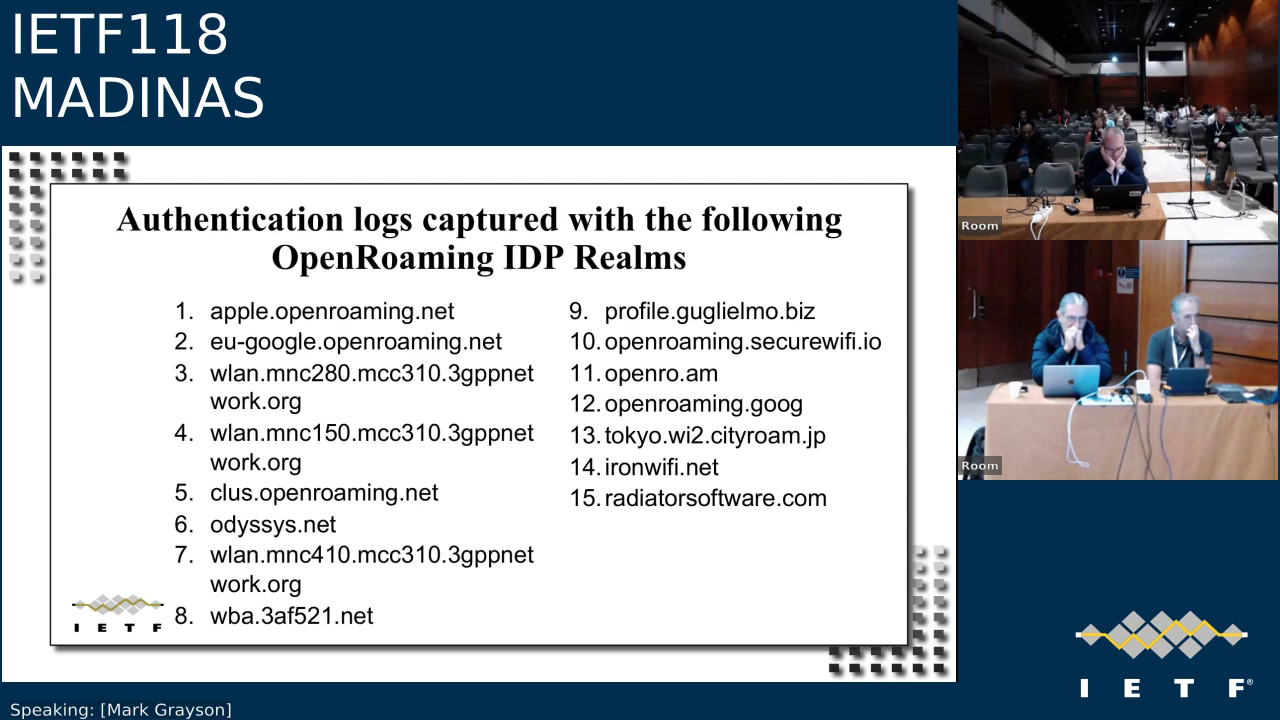 IETF118
MADINAS
Authentication logs captured with the following
OpenRoaming IDP Realms
1. apple.openroaming.net
2. eu-google.openroaming.net
3. wlan.mnc280.mcc310.3gppnet
work.org
4. wlan.mnc150.mcc310.3gppnet
work.org
5. clus.openroaming.net
6. odyssys.net
7. wlan.mnc410.mcc310.3gppnet
work.org
8. wba.3af521.net
9. profile.guglielmo.biz
10. openroaming.securewifi.io
11. openro.am
12. openroaming.goog
13. tokyo.wi2.cityroam.jp
14. ironwifi.net
15. radiatorsoftware.com
I E T F
Room
Room
I E T F®
Speaking: [Mark Grayson]